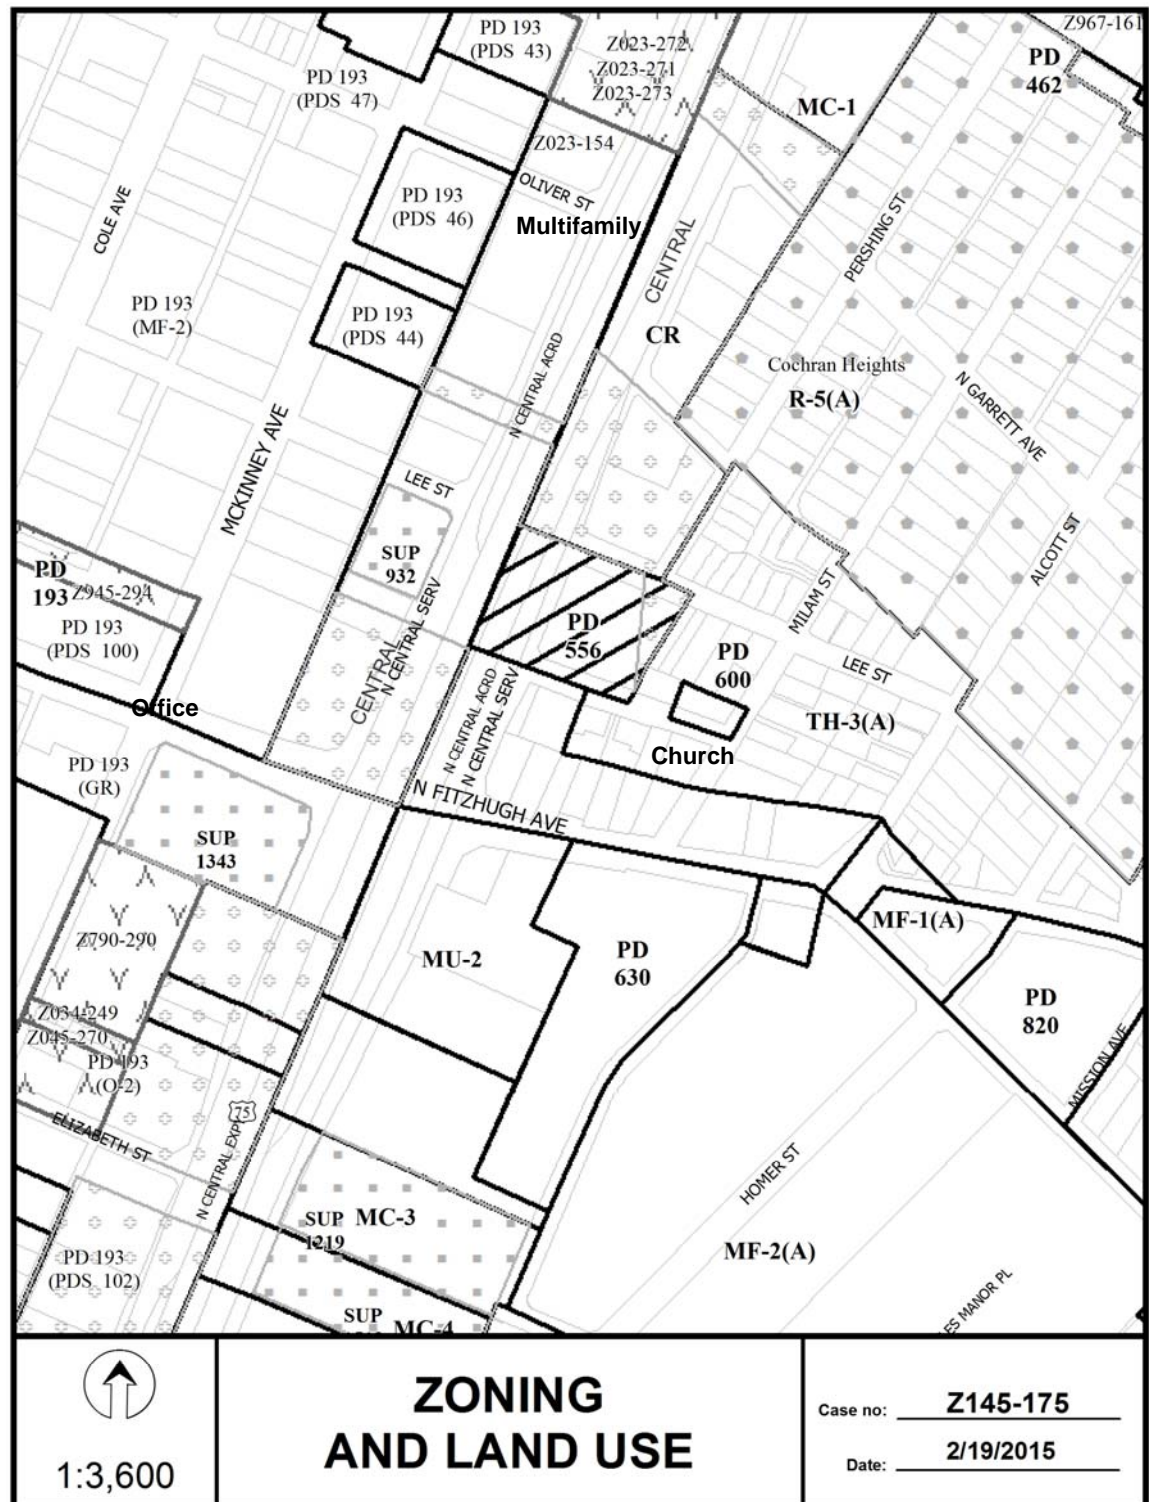 PD 193
(PDS 43)
Z023-272
Z023-271
Z023-273
Z967-161
PD
462
PD 193
(PDS 47)
MC-1
Z023-154
PD 193
(PDS 46)
OLIVER ST
Multifamily
COLE AVE
CENTRAL
PERSHING ST
PD 193
(MF-2)
PD 193
(PDS 44)
CR
N CENTRAL ACRD
Cochran Heights
R-5(A)
N GARRETT AVE
MCKINNEY AVE
LEE ST
SUP
932
ALCOTT ST
PD
193
Z945-294
PD 193
(PDS 100)
CENTRAL
N CENTRAL SERV
PD
556
MILAM ST
PD
600
LEE ST
Office
N CENTRAL ACRD
N CENTRAL SERV
TH-3(A)
Church
PD 193
(GR)
N FITZHUGH AVE
SUP
1343
Z790-290
MU-2
PD
630
MF-1(A)
PD
820
Z034-249
Z045-270
PD 193
(O-2)
75
MISSION AVE
ELIZABETH ST
N CENTRAL EXPY
HOMER ST
SUP
1219
MC-3
MF-2(A)
PD 193
(PDS 102)
SUP
MC-4
LES MANOR PL
1:3,600
ZONING
AND LAND USE
Case no: Z145-175
Date: 2/19/2015